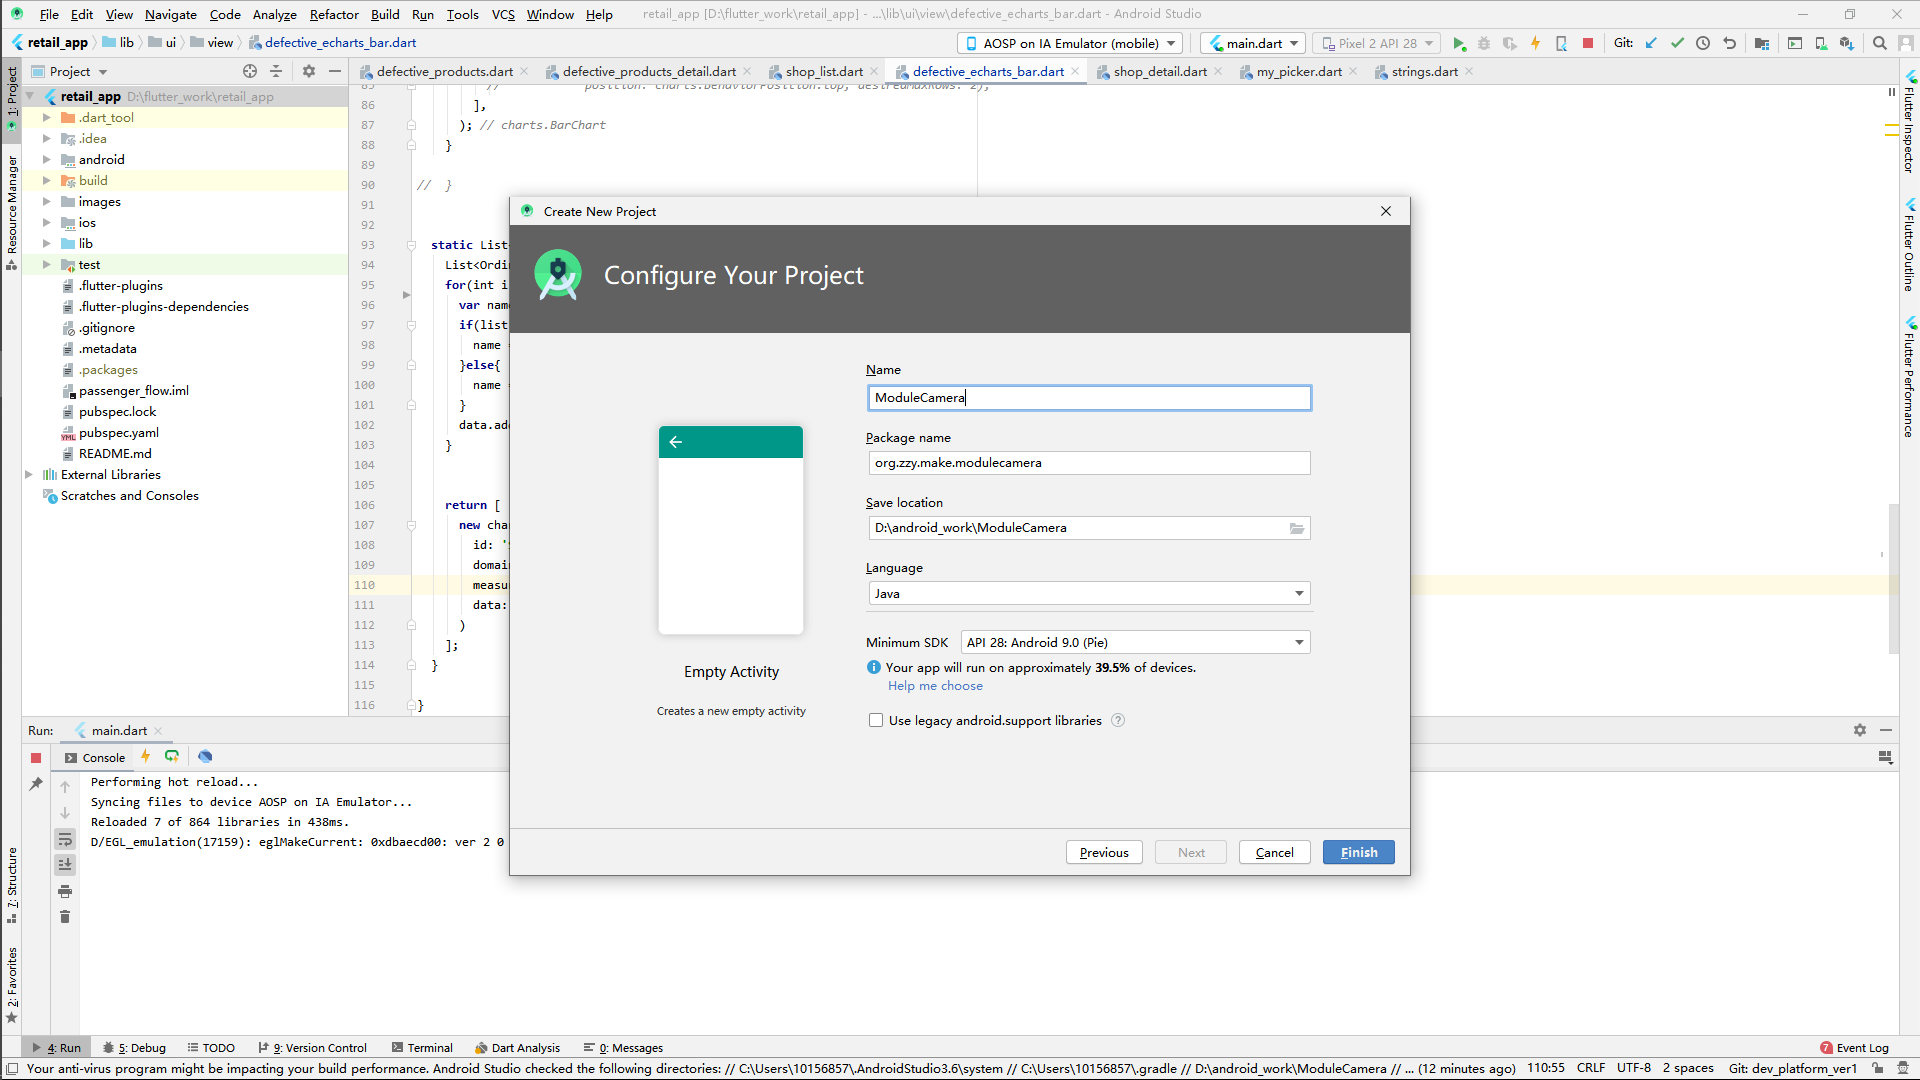 File Edit View Navigate Code Analyze Refactor Build Run Tools VCS Window Help retail_app [D:\flutter_work\retail_app] - ...\lib\ui\view\defective_echarts_bar.dart - Android Studio
retail_app lib ui view defective_echarts_bar.dart AOSP on IA Emulator (mobile) main.dart Pixel 2 API 28 Git:
Project defective_products.dart defective_products_detail.dart shop_list.dart defective_echarts_bar.dart shop_detail.dart my_picker.dart strings.dart
1: Project
Resource Manager
7: Structure
2: Favorites
retail_app D:\flutter_work\retail_app
.dart_tool
.idea
android
build
images
ios
lib
test
.flutter-plugins
.flutter-plugins-dependencies
.gitignore
.metadata
.packages
passenger_flow.iml
pubspec.lock
pubspec.yaml
README.md
External Libraries
Scratches and Consoles
85 // position: charts.BehaviorPosition.top, desiredMaxRows: 2),
86 ],
87 ); // charts.BarChart
88 }
89
90 // }
91
92
93 static List
94 List<Ordi
95 for(int i
96 var nam
97 if(list
98 name
99 }else{
100 name
101 }
102 data.ad
103 }
104
105
106 return [
107 new cha
108 id: '
109 domai
110 measu
111 data:
112 )
113 ];
114 }
115
116 }
Create New Project
Configure Your Project
Name
ModuleCamera
Package name
org.zzy.make.modulecamera
Save location
D:\android_work\ModuleCamera
Language
Java
Minimum SDK API 28: Android 9.0 (Pie)
Your app will run on approximately 39.5% of devices.
Help me choose
Use legacy android.support libraries ?
Empty Activity
Creates a new empty activity
Previous Next Cancel Finish
Flutter Inspector
Flutter Outline
Flutter Performance
Run: main.dart
Console
Performing hot reload...
Syncing files to device AOSP on IA Emulator...
Reloaded 7 of 864 libraries in 438ms.
D/EGL_emulation(17159): eglMakeCurrent: 0xdbaecd00: ver 2 0
4: Run 5: Debug TODO 9: Version Control Terminal Dart Analysis 0: Messages 7 Event Log
Your anti-virus program might be impacting your build performance. Android Studio checked the following directories: // C:\Users\10156857\.AndroidStudio3.6\system // C:\Users\10156857\.gradle // D:\android_work\ModuleCamera // ... (12 minutes ago) 110:55 CRLF UTF-8 2 spaces Git: dev_platform_ver1